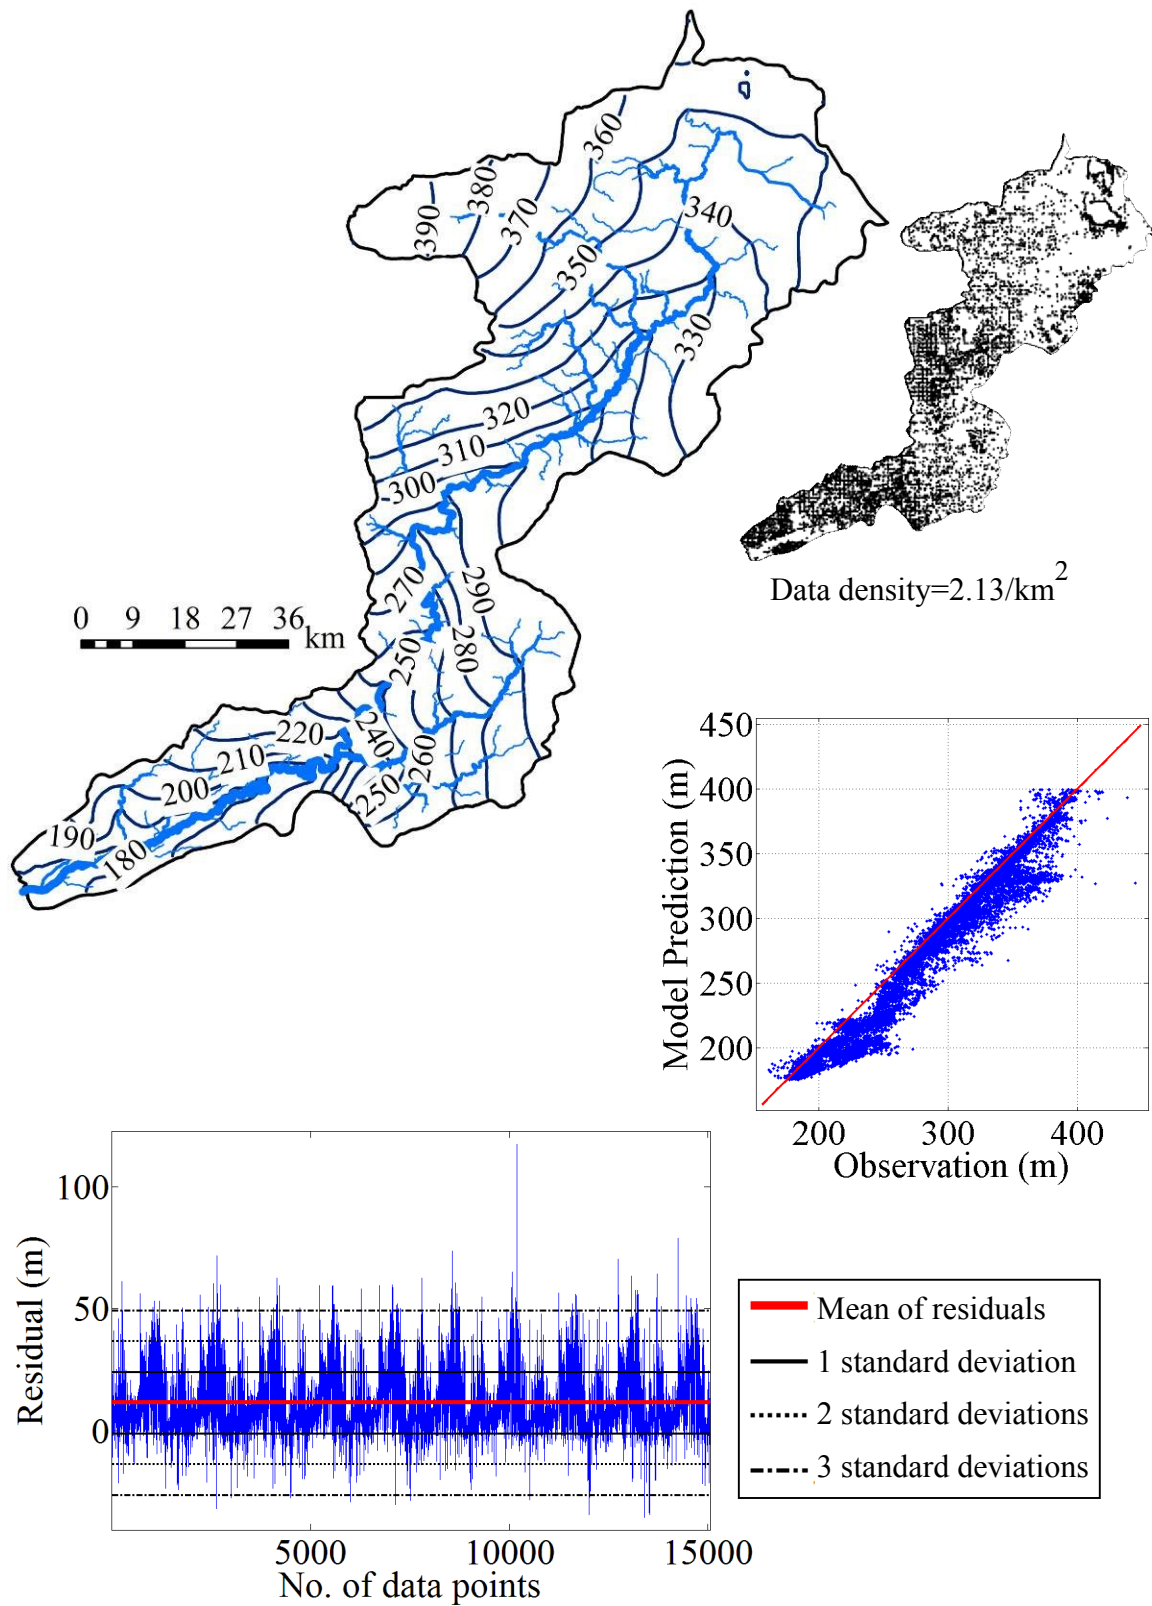 360
380
390
370
340
350
330
320
310
300
270
290
280
250
240
260
250
220
210
200
190
180
0 9 18 27 36
km
Data density=2.13/km2
450
400
350
300
250
200
Model Prediction (m)
200 300 400
Observation (m)
100
50
0
Residual (m)
5000 10000 15000
No. of data points
Mean of residuals
1 standard deviation
2 standard deviations
3 standard deviations